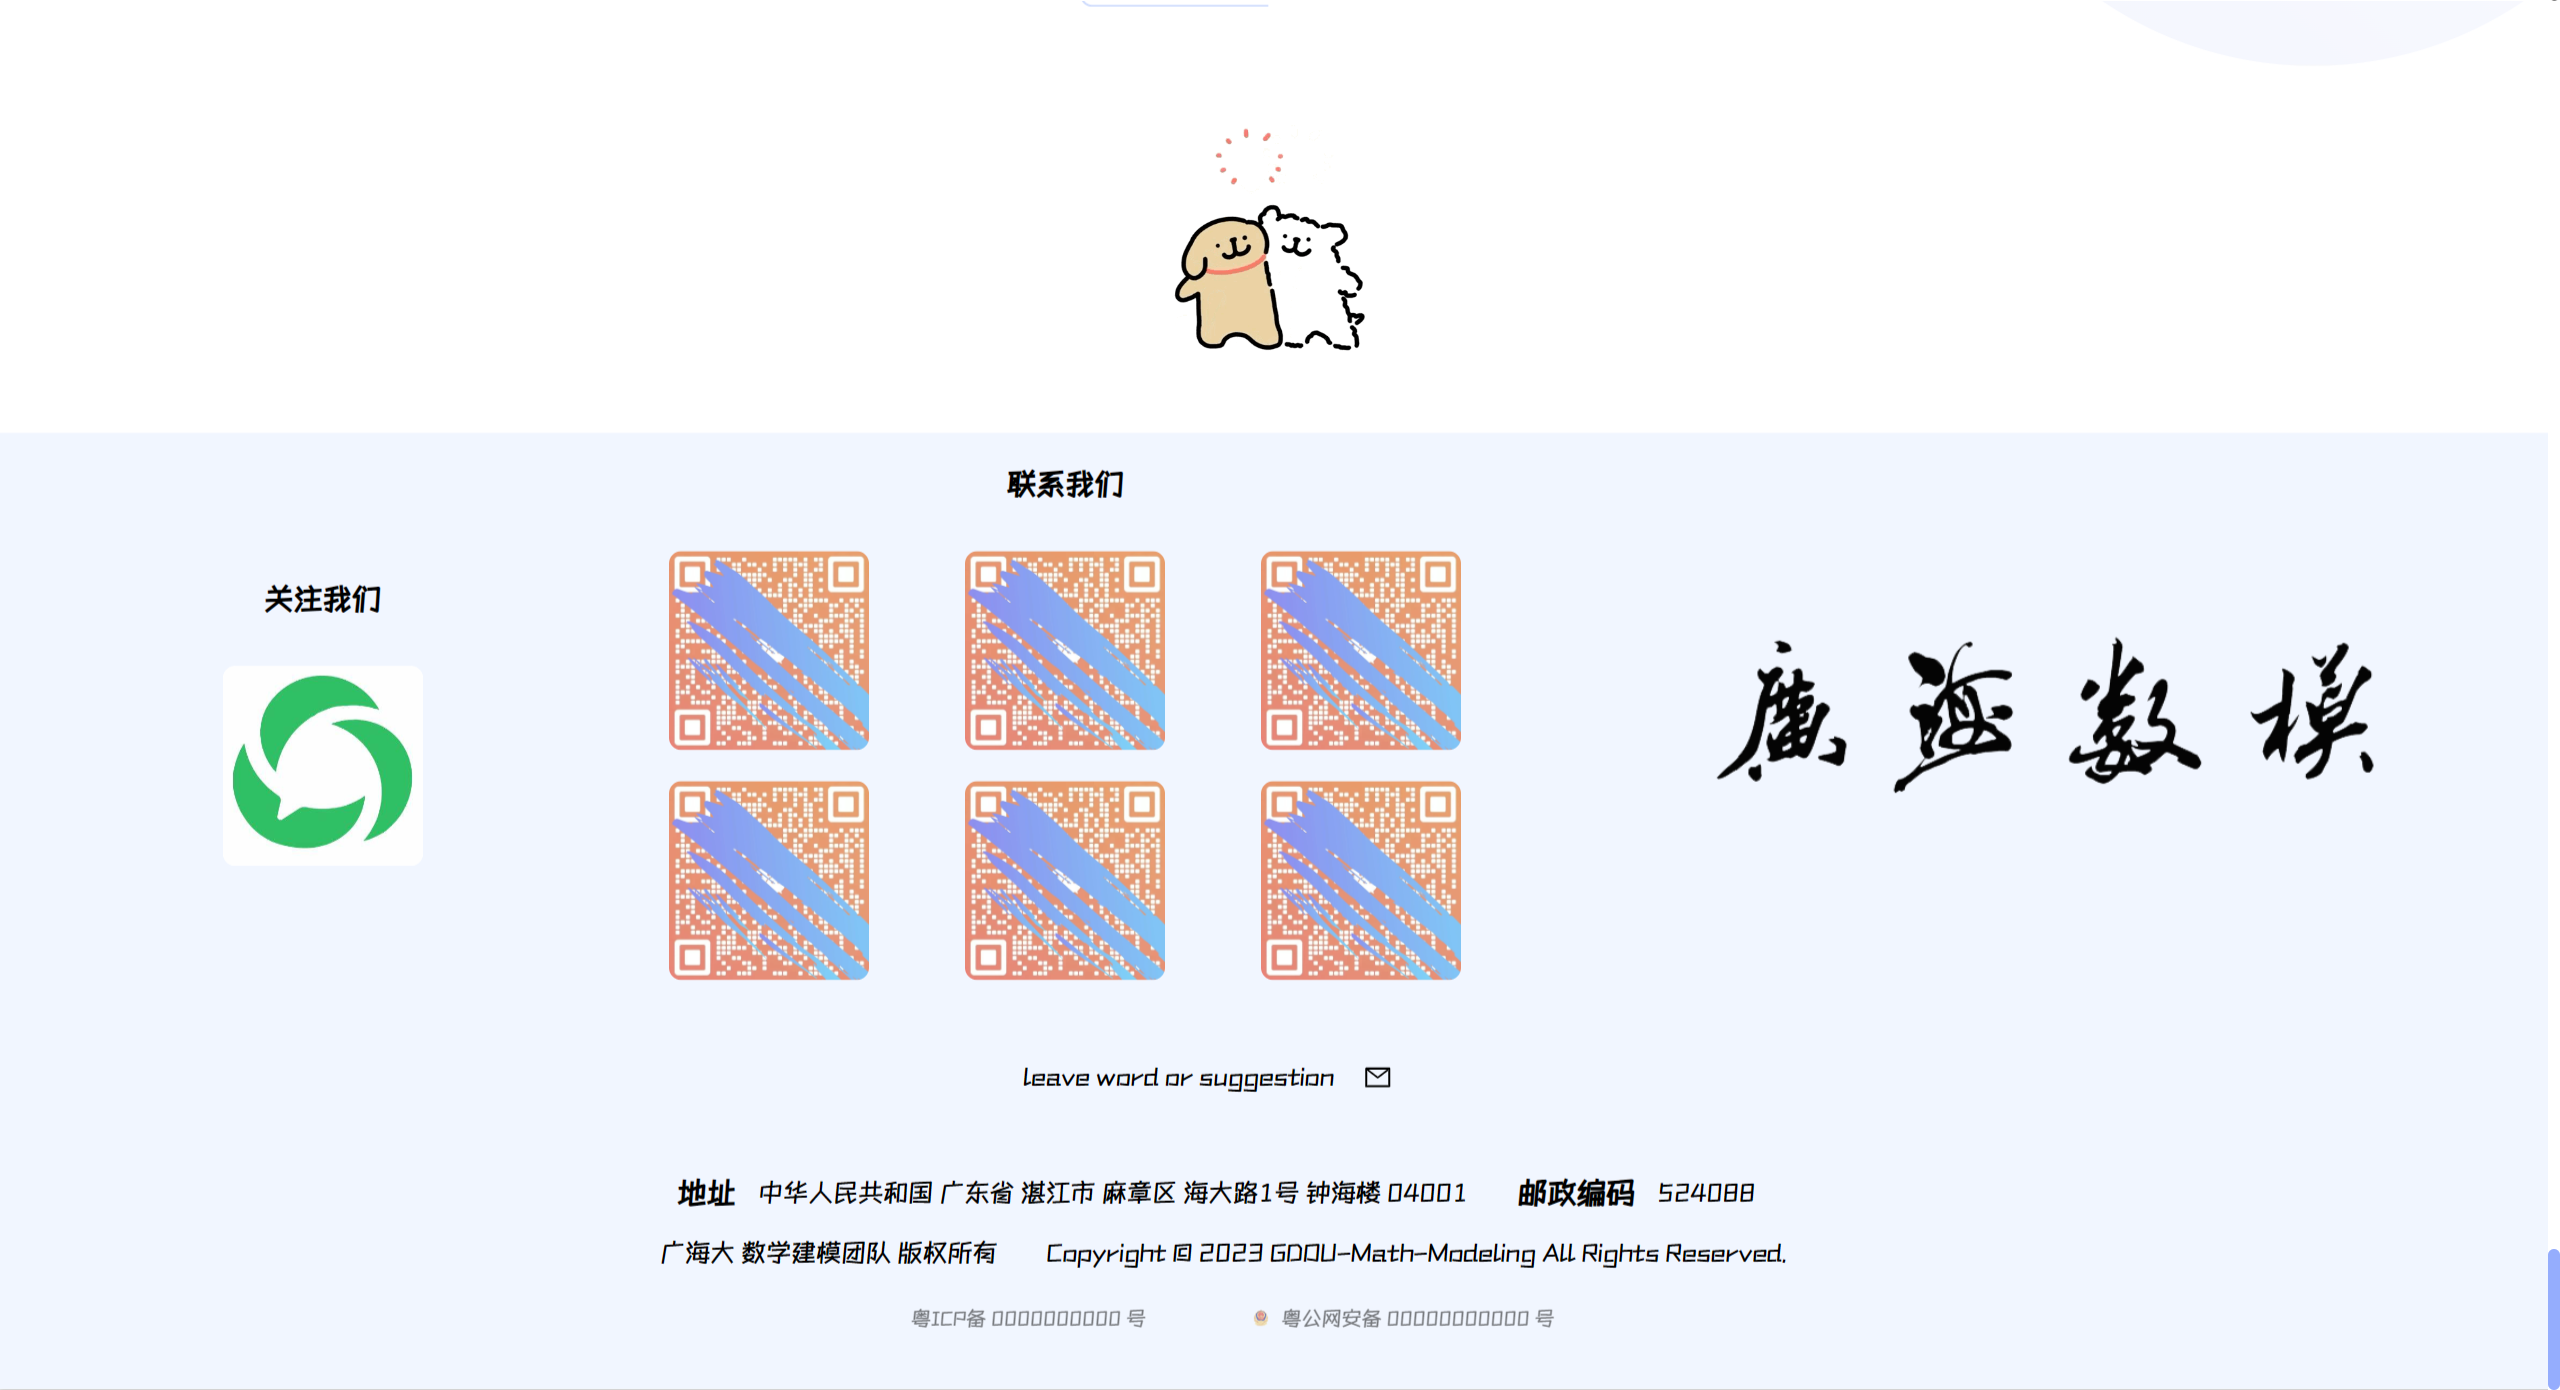 联系我们
关注我们
廣海数模
leave word or suggestion
地址 中华人民共和国 广东省 湛江市 麻章区 海大路1号 钟海楼 04001 邮政编码 524088
广海大 数学建模团队 版权所有 Copyright © 2023 GDOU-Math-Modeling All Rights Reserved.
粤ICP备 0000000000 号 粤公网安备 00000000000 号